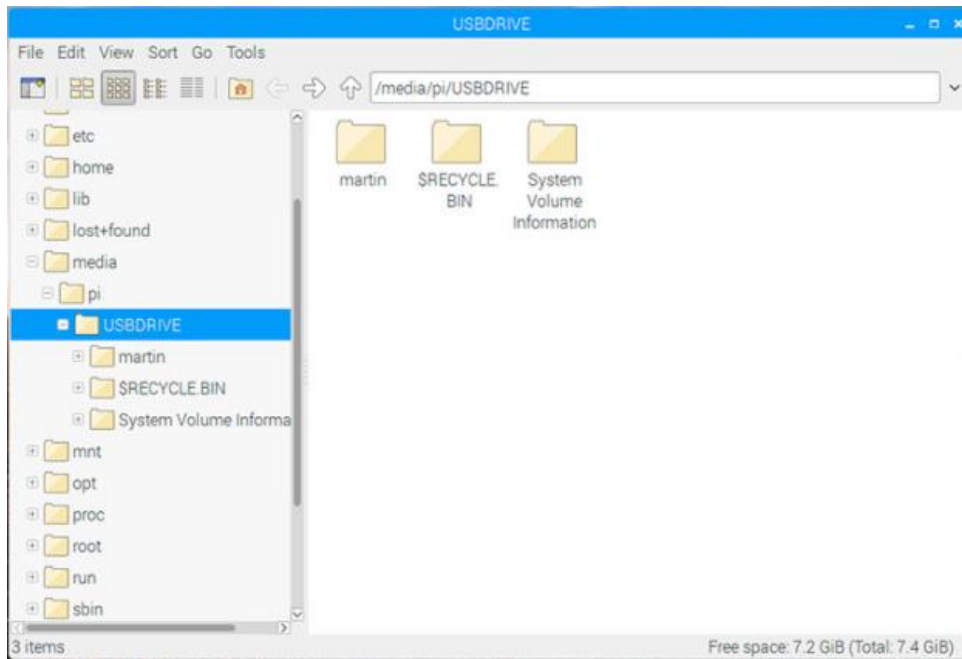 USBDRIVE
File Edit View Sort Go Tools
/media/pi/USBDRIVE
etc
home
lib
lost+found
media
pi
USBDRIVE
martin
$RECYCLE.BIN
System Volume Informa
mnt
opt
proc
root
run
sbin
martin
$RECYCLE.
BIN
System
Volume
Information
3 items
Free space: 7.2 GiB (Total: 7.4 GiB)